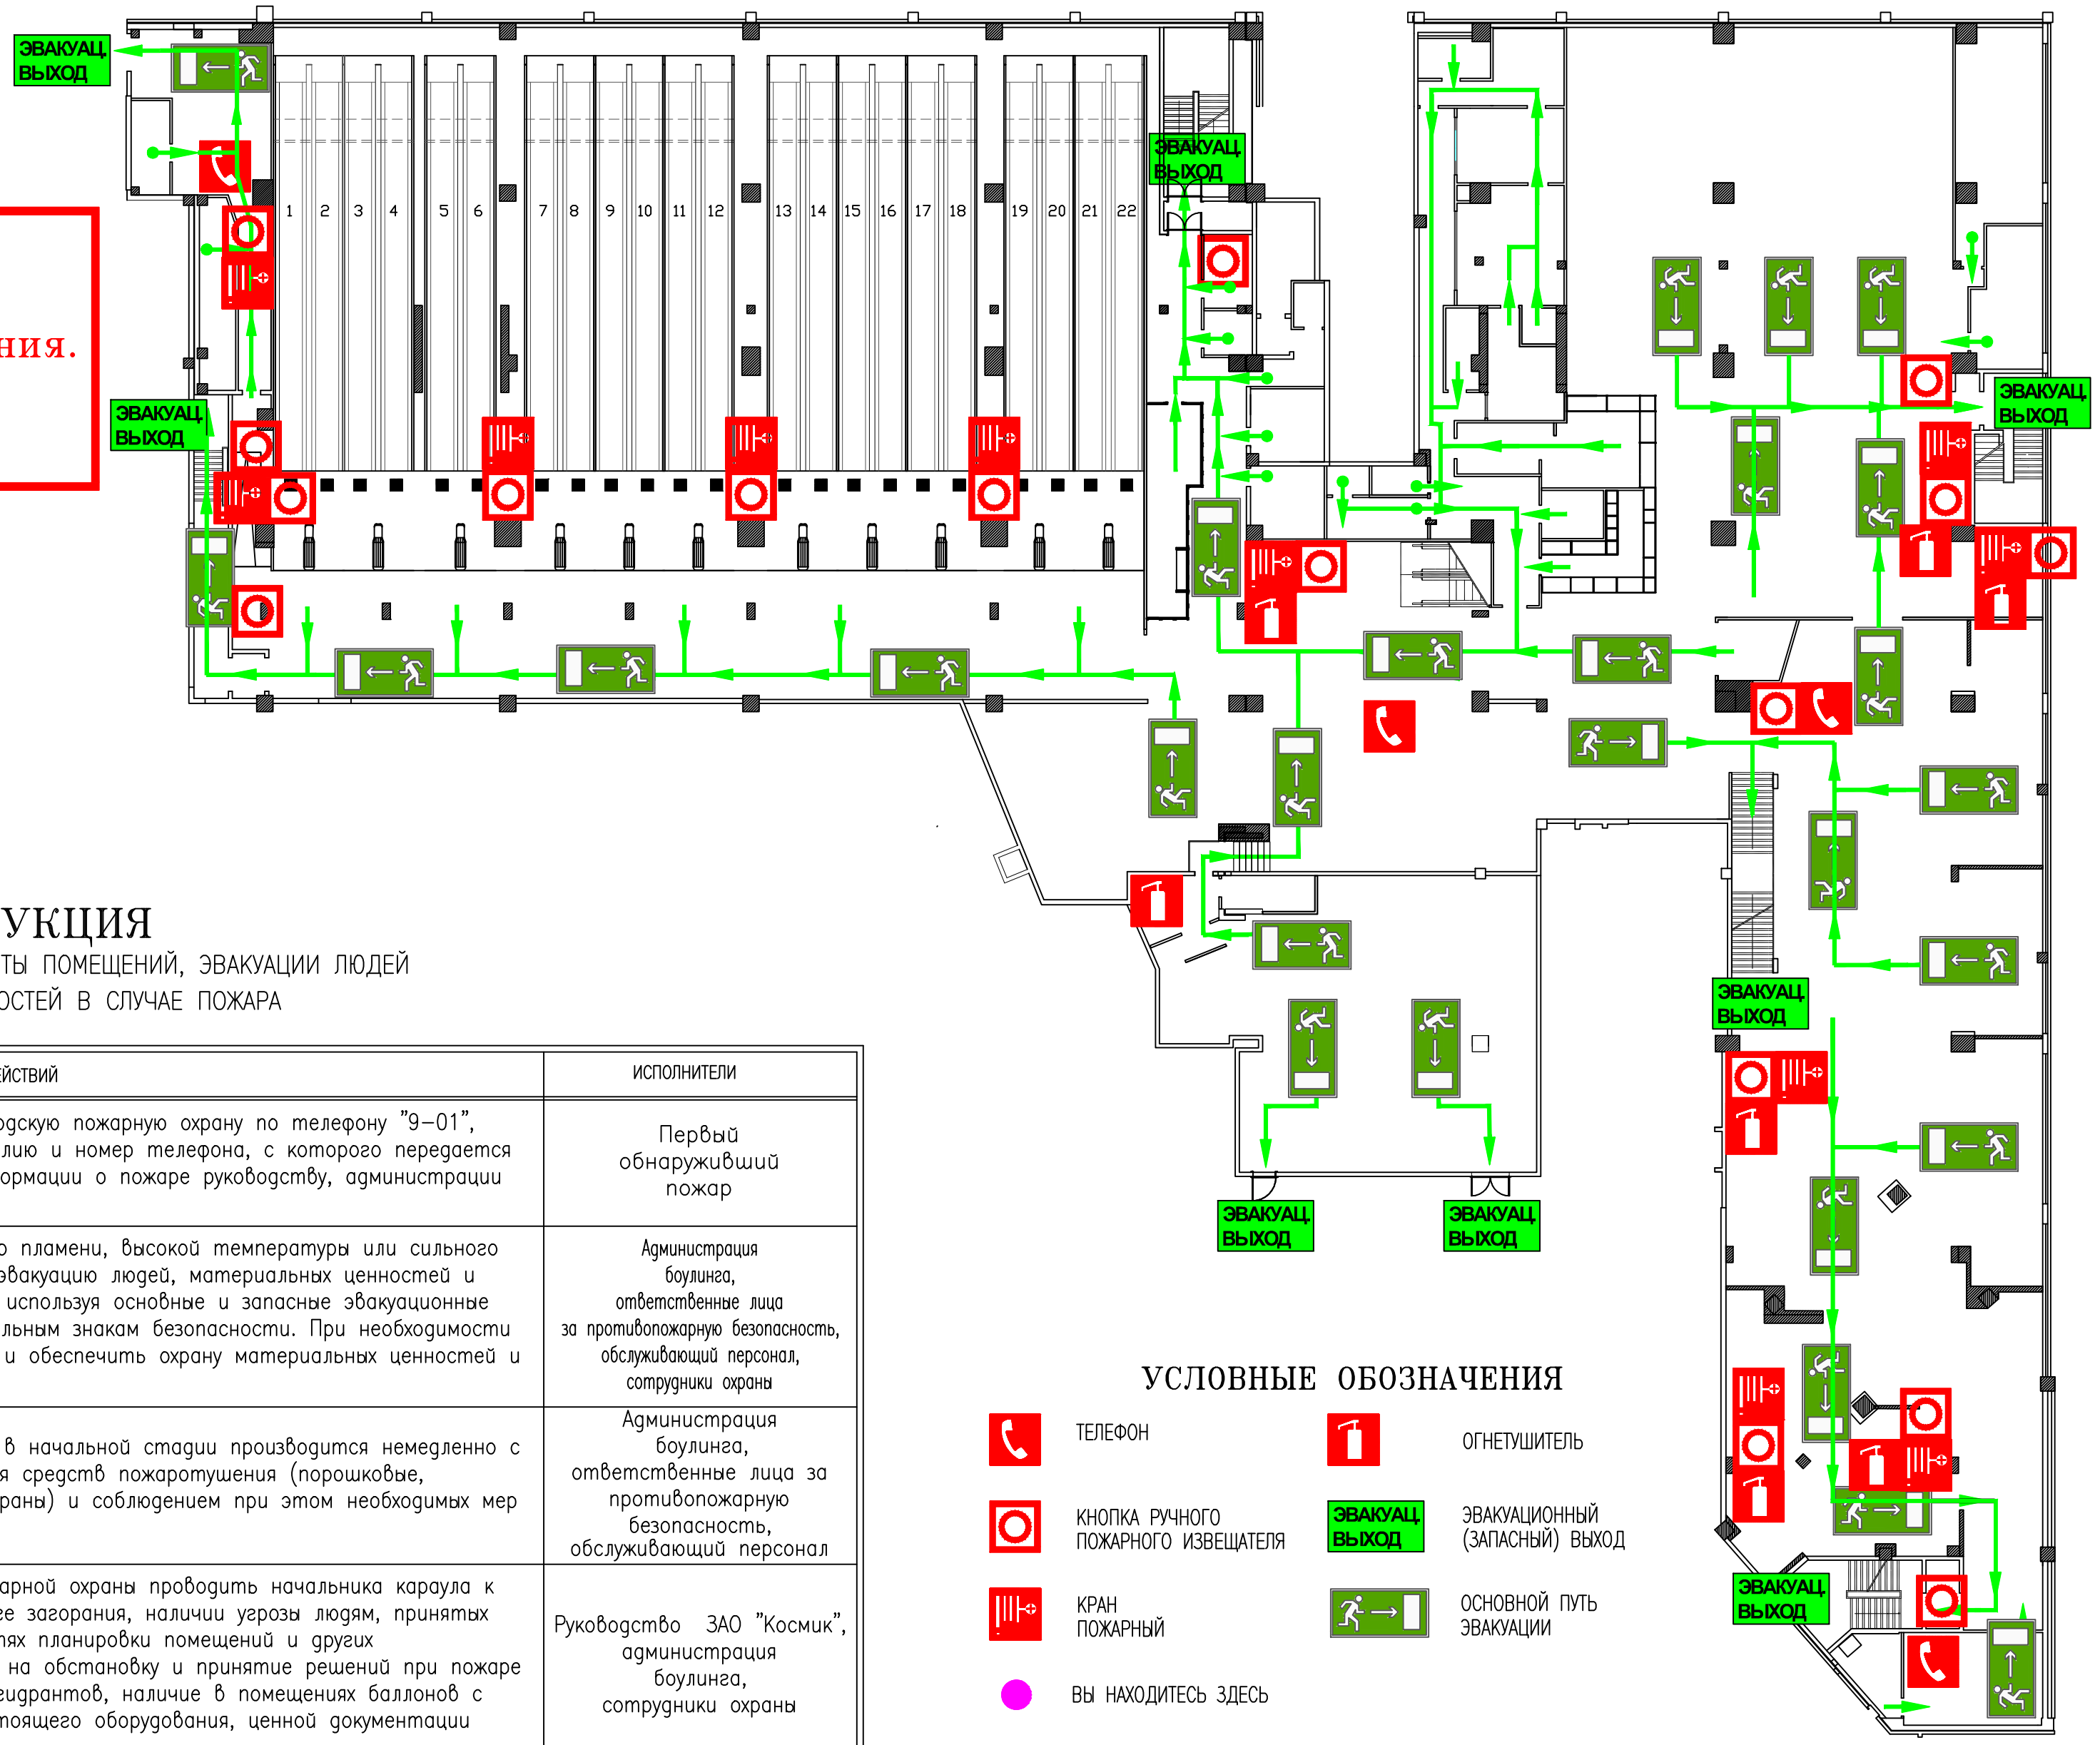 ЭВАКУАЦ.
ВЫХОД
ЭВАКУАЦ.
ВЫХОД
1 2 3 4 5 6 7 8 9 10 11 12 13 14 15 16 17 18 19 20 21 22
ЭВАКУАЦ.
ВЫХОД
ЭВАКУАЦ.
ВЫХОД
ния.
ЭВАКУАЦ.
ВЫХОД
УКЦИЯ
ТЫ ПОМЕЩЕНИЙ, ЭВАКУАЦИИ ЛЮДЕЙ
ОСТЕЙ В СЛУЧАЕ ПОЖАРА
ЕЙСТВИЙ
ИСПОЛНИТЕЛИ
одскую пожарную охрану по телефону "9–01",
лию и номер телефона, с которого передается
ормации о пожаре руководству, администрации
Первый
обнаруживший
пожар
о пламени, высокой температуры или сильного
эвакуацию людей, материальных ценностей и
используя основные и запасные эвакуационные
льным знакам безопасности. При необходимости
и обеспечить охрану материальных ценностей и
Администрация
боулинга,
ответственные лица
за противопожарную безопасность,
обслуживающий персонал,
сотрудники охраны
в начальной стадии производится немедленно с
я средств пожаротушения (порошковые,
раны) и соблюдением при этом необходимых мер
Администрация
боулинга,
ответственные лица за
противопожарную
безопасность,
обслуживающий персонал
арной охраны проводить начальника караула к
ге загорания, наличии угрозы людям, принятых
тях планировки помещений и других
на обстановку и принятие решений при пожаре
гидрантов, наличие в помещениях баллонов с
тоящего оборудования, ценной документации
Руководство ЗАО "Космик",
администрация
боулинга,
сотрудники охраны
ЭВАКУАЦ.
ВЫХОД
ЭВАКУАЦ.
ВЫХОД
УСЛОВНЫЕ ОБОЗНАЧЕНИЯ
ТЕЛЕФОН
ОГНЕТУШИТЕЛЬ
КНОПКА РУЧНОГО
ПОЖАРНОГО ИЗВЕЩАТЕЛЯ
ЭВАКУАЦ.
ВЫХОД
ЭВАКУАЦИОННЫЙ
(ЗАПАСНЫЙ) ВЫХОД
КРАН
ПОЖАРНЫЙ
ОСНОВНОЙ ПУТЬ
ЭВАКУАЦИИ
ВЫ НАХОДИТЕСЬ ЗДЕСЬ
ЭВАКУАЦ.
ВЫХОД